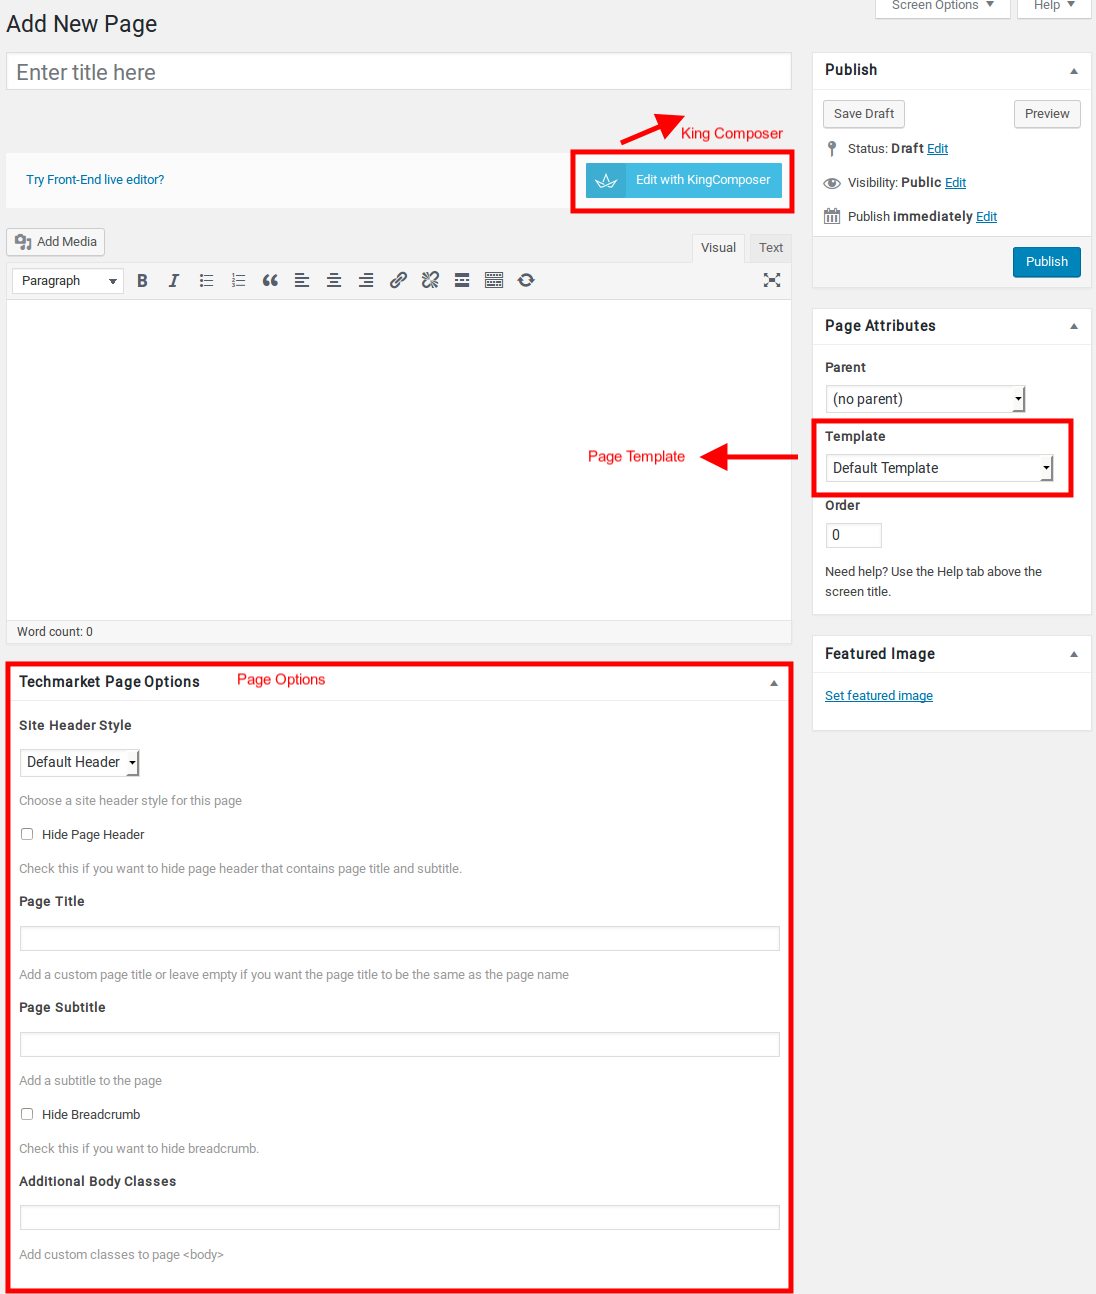 Screen Options
Help
Add New Page
Enter title here
King Composer
Try Front-End live editor?
Edit with KingComposer
Add Media
Visual
Text
Paragraph
B
I
Page Template
Word count: 0
Publish
Save Draft
Preview
Status: Draft Edit
Visibility: Public Edit
Publish immediately Edit
Publish
Page Attributes
Parent
(no parent)
Template
Default Template
Order
0
Need help? Use the Help tab above the
screen title.
Featured Image
Set featured image
Techmarket Page Options
Page Options
Site Header Style
Default Header
Choose a site header style for this page
Hide Page Header
Check this if you want to hide page header that contains page title and subtitle.
Page Title
Add a custom page title or leave empty if you want the page title to be the same as the page name
Page Subtitle
Add a subtitle to the page
Hide Breadcrumb
Check this if you want to hide breadcrumb.
Additional Body Classes
Add custom classes to page <body>